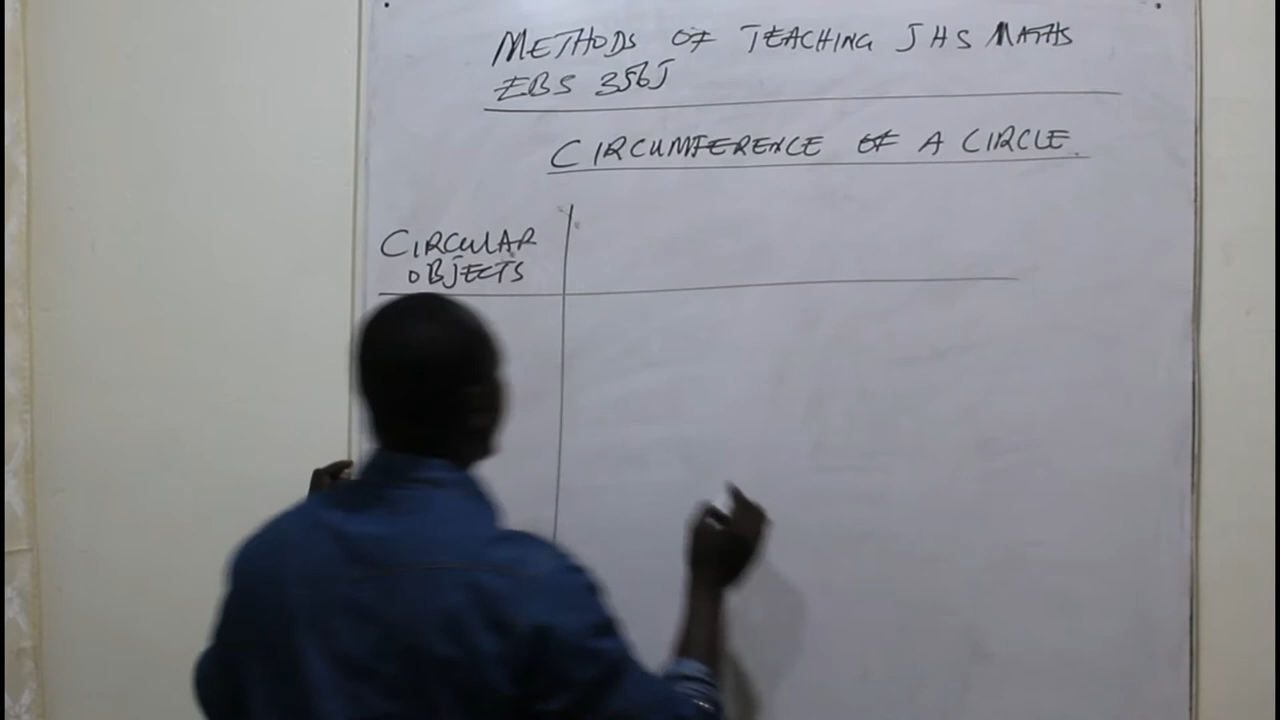 METHODS OF TEACHING JHS MATHS
EBS 356J
CIRCUMFERENCE OF A CIRCLE.
CIRCULAR
OBJECTS